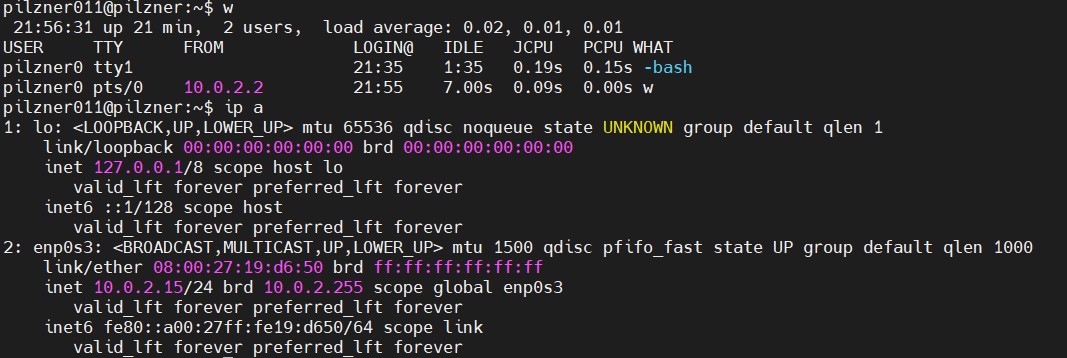 pilzner011@pilzner:~$ w
 21:56:31 up 21 min,  2 users,  load average: 0.02, 0.01, 0.01
USER     TTY      FROM             LOGIN@   IDLE   JCPU   PCPU WHAT
pilzner0 tty1                      21:35    1:35   0.19s  0.15s -bash
pilzner0 pts/0    10.0.2.2         21:55    7.00s  0.09s  0.00s w
pilzner011@pilzner:~$ ip a
1: lo: <LOOPBACK,UP,LOWER_UP> mtu 65536 qdisc noqueue state UNKNOWN group default qlen 1
    link/loopback 00:00:00:00:00:00 brd 00:00:00:00:00:00
    inet 127.0.0.1/8 scope host lo
       valid_lft forever preferred_lft forever
    inet6 ::1/128 scope host
       valid_lft forever preferred_lft forever
2: enp0s3: <BROADCAST,MULTICAST,UP,LOWER_UP> mtu 1500 qdisc pfifo_fast state UP group default qlen 1000
    link/ether 08:00:27:19:d6:50 brd ff:ff:ff:ff:ff:ff
    inet 10.0.2.15/24 brd 10.0.2.255 scope global enp0s3
       valid_lft forever preferred_lft forever
    inet6 fe80::a00:27ff:fe19:d650/64 scope link
       valid_lft forever preferred_lft forever